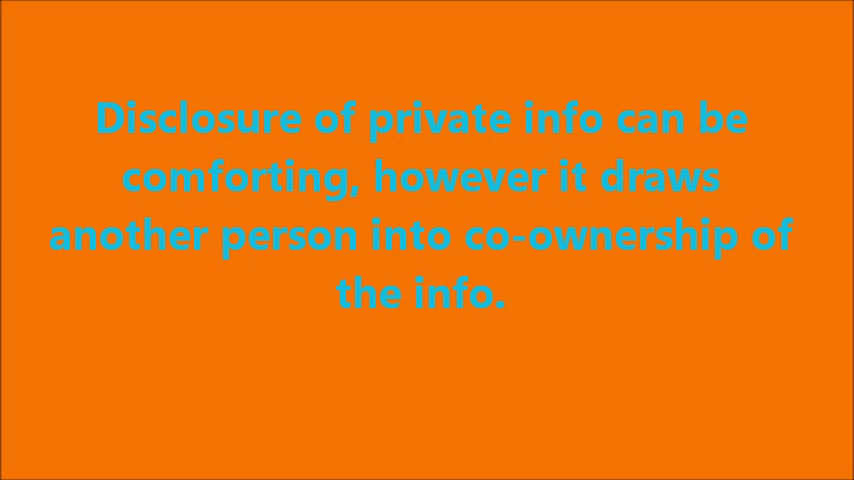 Disclosure of private info can be
comforting, however it draws
another person into co-ownership of
the info.